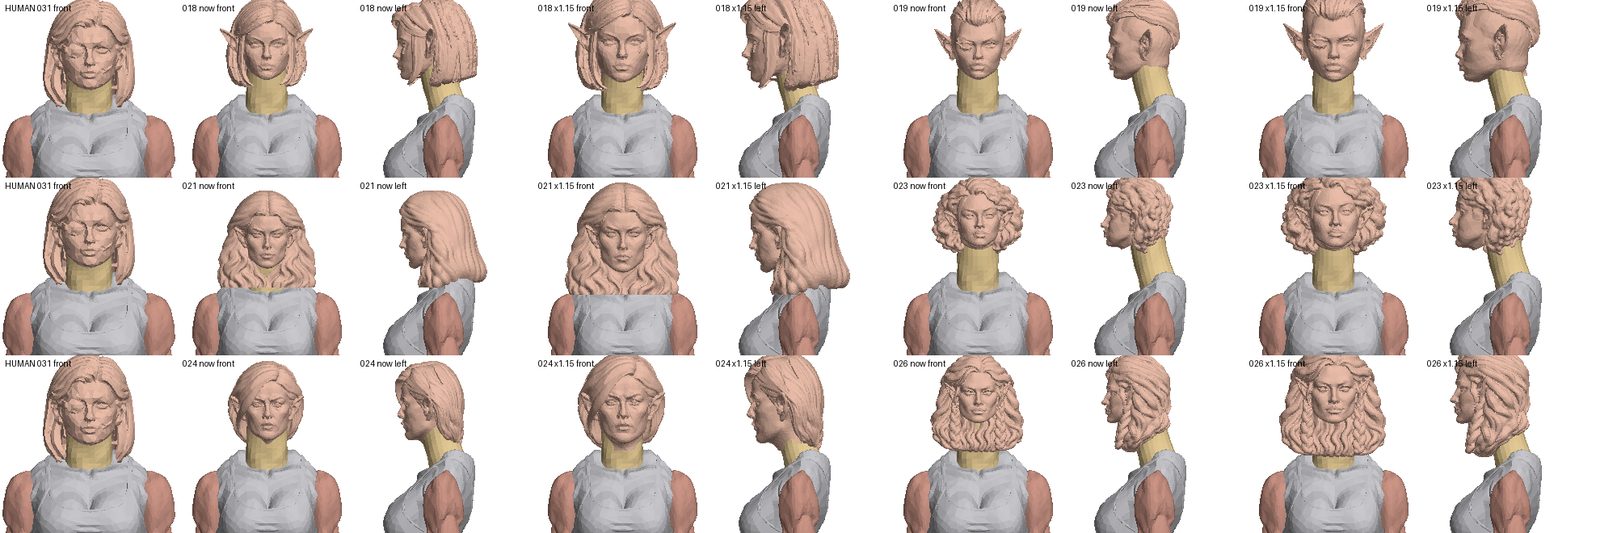 HUMAN 031 front
018 now front
018 now left
018 x1.15 front
018 x1.15 left
019 now front
019 now left
019 x1.15 front
019 x1.15 left
HUMAN 031 front
021 now front
021 now left
021 x1.15 front
021 x1.15 left
023 now front
023 now left
023 x1.15 front
023 x1.15 left
HUMAN 031 front
024 now front
024 now left
024 x1.15 front
024 x1.15 left
026 now front
026 now left
026 x1.15 front
026 x1.15 left